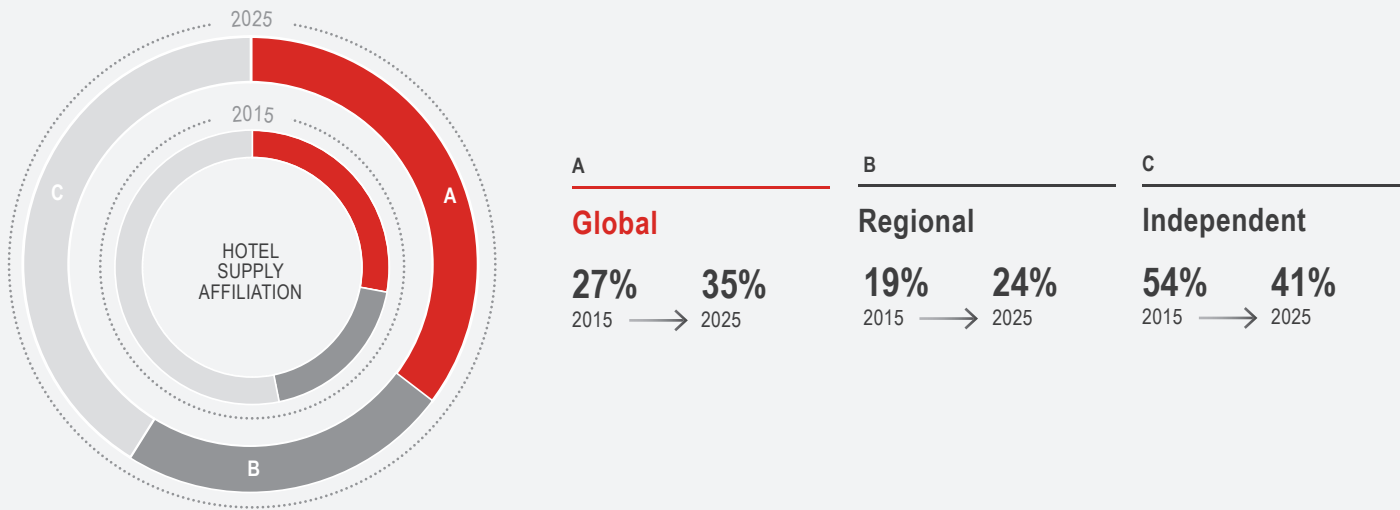 2025
2015
C
A
B
HOTEL
SUPPLY
AFFILIATION
A
Global
27% 35%
2015 2025
B
Regional
19% 24%
2015 2025
C
Independent
54% 41%
2015 2025